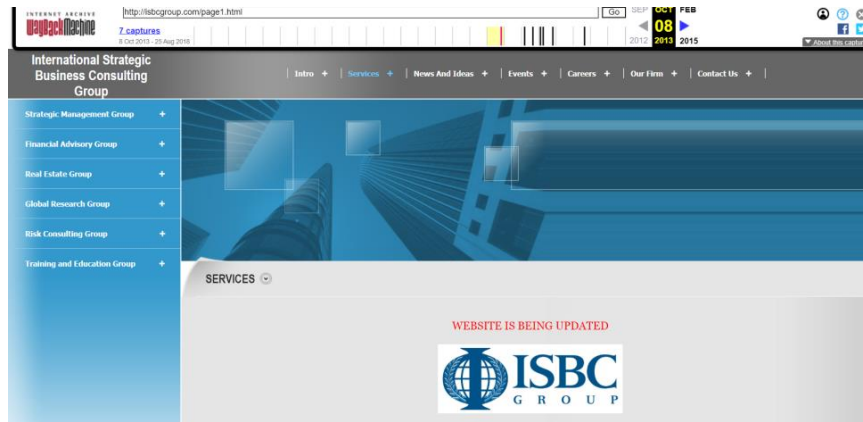 INTERNET ARCHIVE
WayBackMachine
http://isbcgroup.com/page1.html
Go
SEP OCT FEB
08
2012 2013 2015
7 captures
8 Oct 2013 - 23 Aug 2018
About this captu
International Strategic
Business Consulting
Group
Intro + | Services + | News And Ideas + | Events + | Careers + | Our Firm + | Contact Us + |
Strategic Management Group +
Financial Advisory Group +
Real Estate Group +
Global Research Group +
Risk Consulting Group +
Training and Education Group +
SERVICES
WEBSITE IS BEING UPDATED
ISBC
GROUP